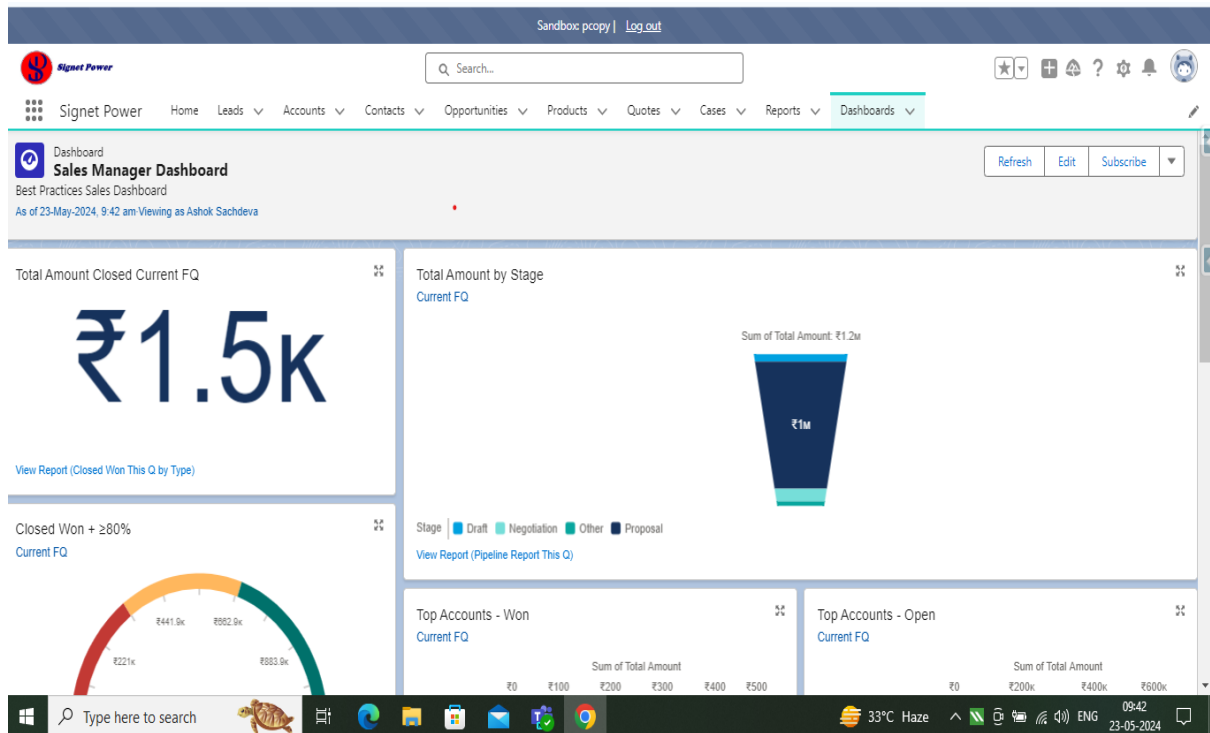 Sandbox: pcopy | Log out
Signet Power
Search...
Signet Power Home Leads Accounts Contacts Opportunities Products Quotes Cases Reports Dashboards
Dashboard
Sales Manager Dashboard
Best Practices Sales Dashboard
As of 23-May-2024, 9:42 am·Viewing as Ashok Sachdeva
Refresh Edit Subscribe
Total Amount Closed Current FQ
₹1.5K
View Report (Closed Won This Q by Type)
Total Amount by Stage
Current FQ
Sum of Total Amount: ₹1.2M
₹1M
Stage Draft Negotiation Other Proposal
View Report (Pipeline Report This Q)
Closed Won + ≥80%
Current FQ
₹441.9K ₹662.9K
₹221K ₹883.9K
Top Accounts - Won
Current FQ
Sum of Total Amount
₹0 ₹100 ₹200 ₹300 ₹400 ₹500
Top Accounts - Open
Current FQ
Sum of Total Amount
₹0 ₹200K ₹400K ₹600K
Type here to search
33°C Haze
ENG
09:42
23-05-2024